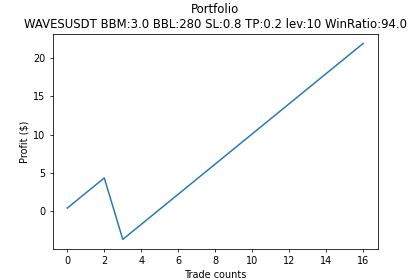 Portfolio
WAVESUSDT BBM:3.0 BBL:280 SL:0.8 TP:0.2 lev:10 WinRatio:94.0
20
15
10
5
0
Profit ($)
0 2 4 6 8 10 12 14 16
Trade counts